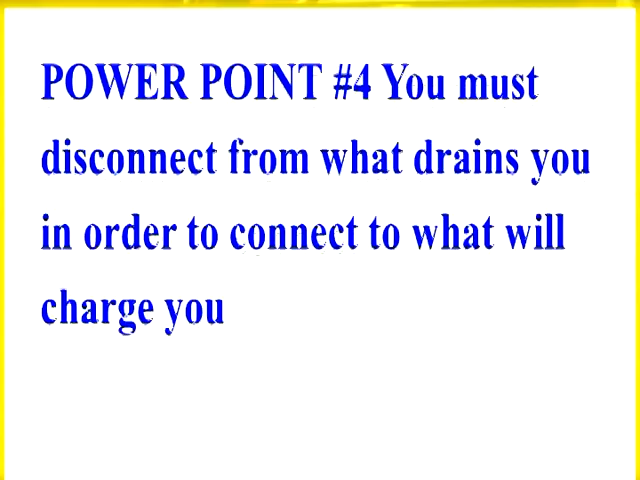 POWER POINT #4 You must
disconnect from what drains you
in order to connect to what will
charge you